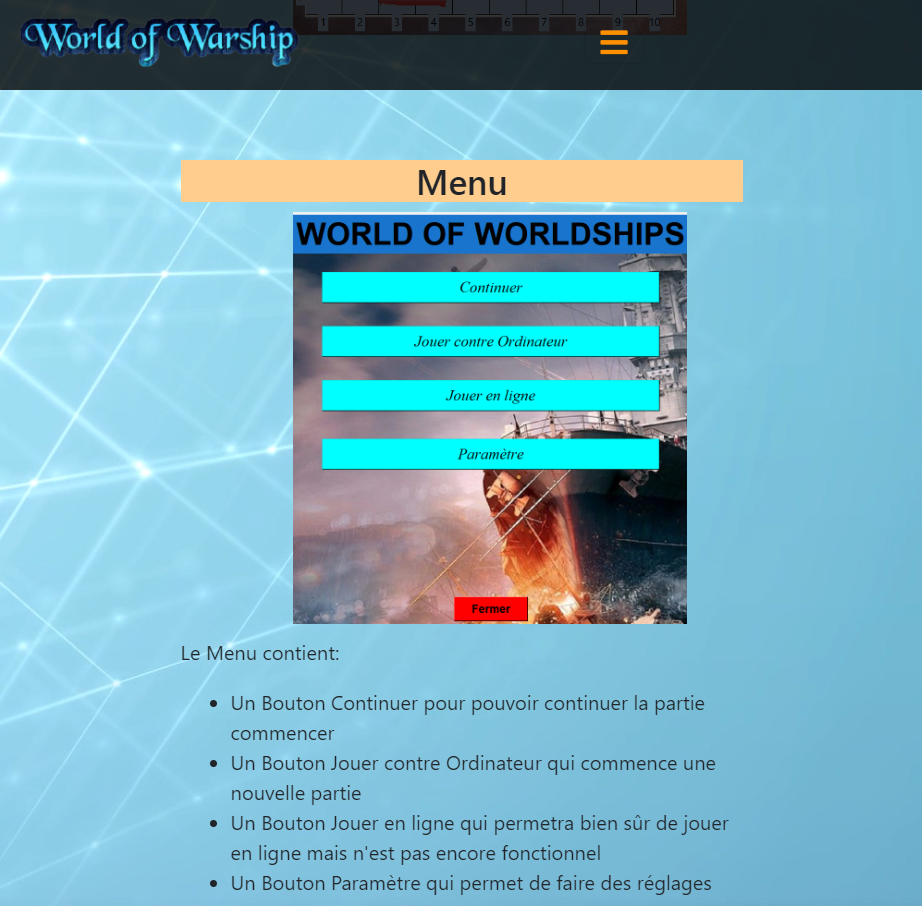 World of Warship
1 2 3 4 5 6 7 8 9 10
Menu
WORLD OF WORLDSHIPS
Continuer
Jouer contre Ordinateur
Jouer en ligne
Paramètre
Fermer
Le Menu contient:
• Un Bouton Continuer pour pouvoir continuer la partie
commencer
• Un Bouton Jouer contre Ordinateur qui commence une
nouvelle partie
• Un Bouton Jouer en ligne qui permetra bien sûr de jouer
en ligne mais n'est pas encore fonctionnel
• Un Bouton Paramètre qui permet de faire des réglages